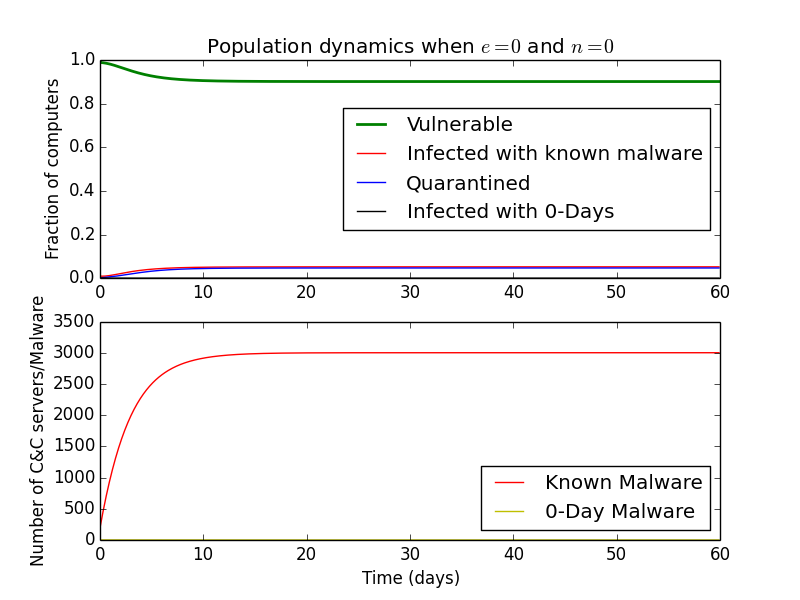 Population dynamics when e=0 and n=0
Fraction of computers
1.0
0.8
0.6
0.4
0.2
0.0
Vulnerable
Infected with known malware
Quarantined
Infected with 0-Days
0 10 20 30 40 50 60
Number of C&C servers/Malware
3500
3000
2500
2000
1500
1000
500
0
Known Malware
0-Day Malware
0 10 20 30 40 50 60
Time (days)